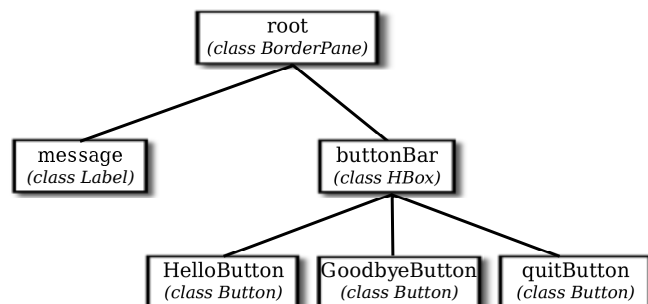 root
(class BorderPane)
message
(class Label)
buttonBar
(class HBox)
HelloButton
(class Button)
GoodbyeButton
(class Button)
quitButton
(class Button)